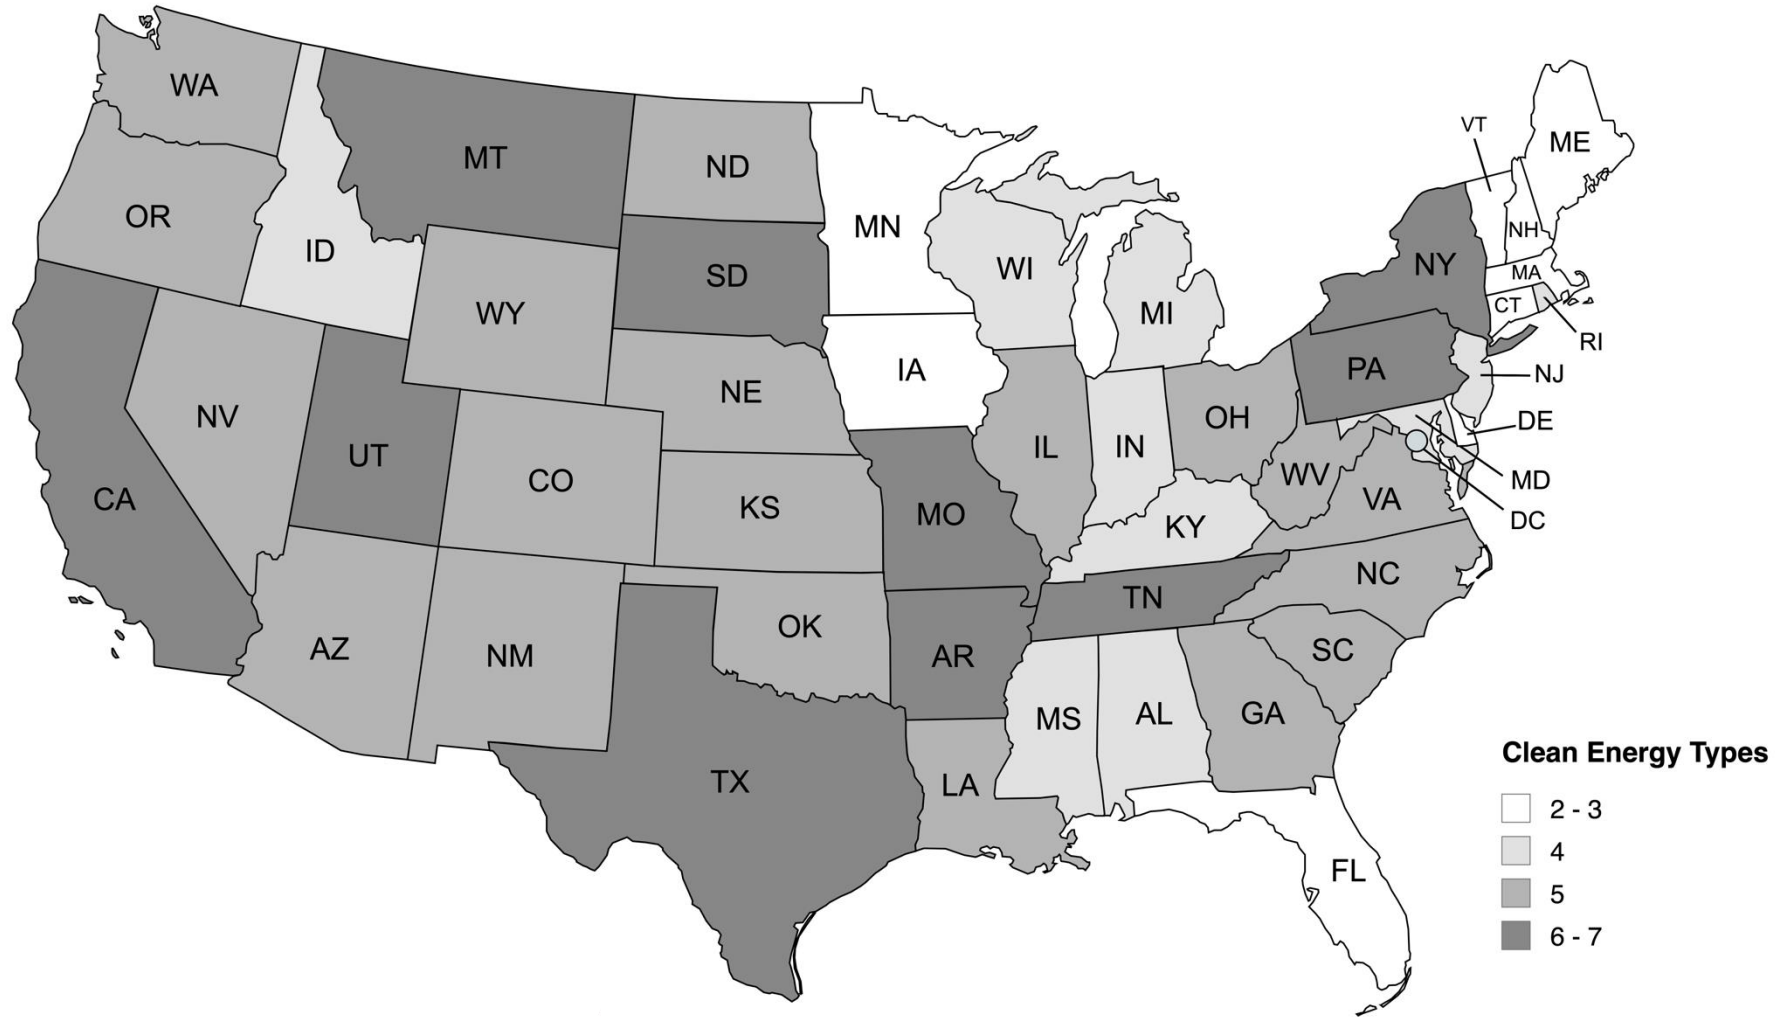 WA
MT
ND
MN
VT
ME
OR
ID
SD
WI
NH
NY
MA
WY
MI
CT
RI
NE
IA
PA
NJ
NV
UT
CO
IL
IN
OH
DE
CA
KS
MO
WV
VA
MD
KY
DC
AZ
NM
OK
AR
TN
NC
SC
TX
LA
MS
AL
GA
FL
Clean Energy Types
2 - 3
4
5
6 - 7